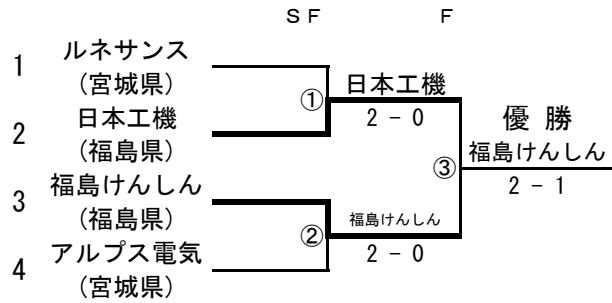 ＳＦ Ｆ
1 ルネサンス
（宮城県）
① 日本工機
2－0
2 日本工機
（福島県）
優 勝
③ 福島けんしん
2－1
3 福島けんしん
（福島県）
② 福島けんしん
2－0
4 アルプス電気
（宮城県）